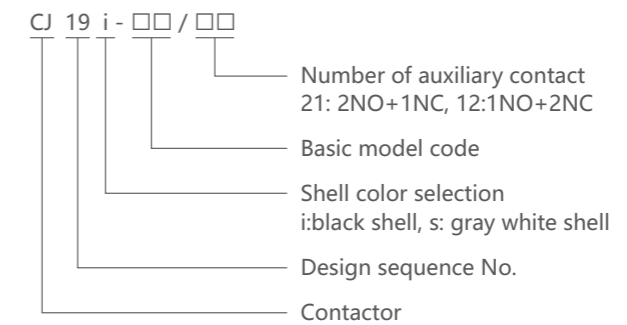 CJ 19 i - □□ / □□
Number of auxiliary contact
21: 2NO+1NC, 12:1NO+2NC
Basic model code
Shell color selection
i:black shell, s: gray white shell
Design sequence No.
Contactor